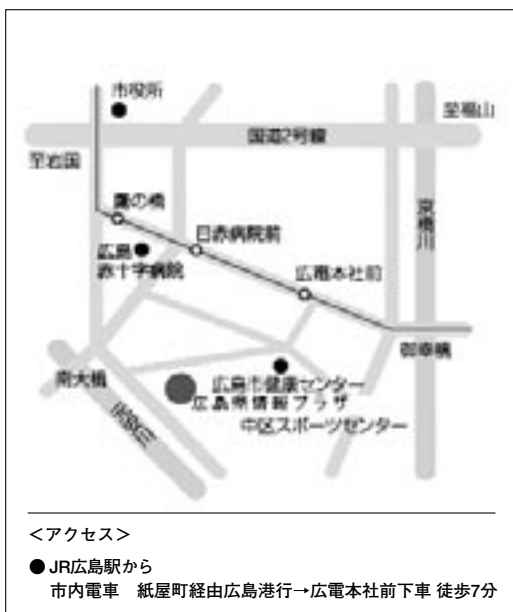 市役所
至福山
国道2号線
至岩国
鷹の橋
日赤病院前
広島
赤十字病院
京橋川
広電本社前
御幸橋
南大橋
広島市健康センター
広島県情報プラザ
中区スポーツセンター
＜アクセス＞
●JR広島駅から
市内電車　紙屋町経由広島港行→広電本社前下車 徒歩7分